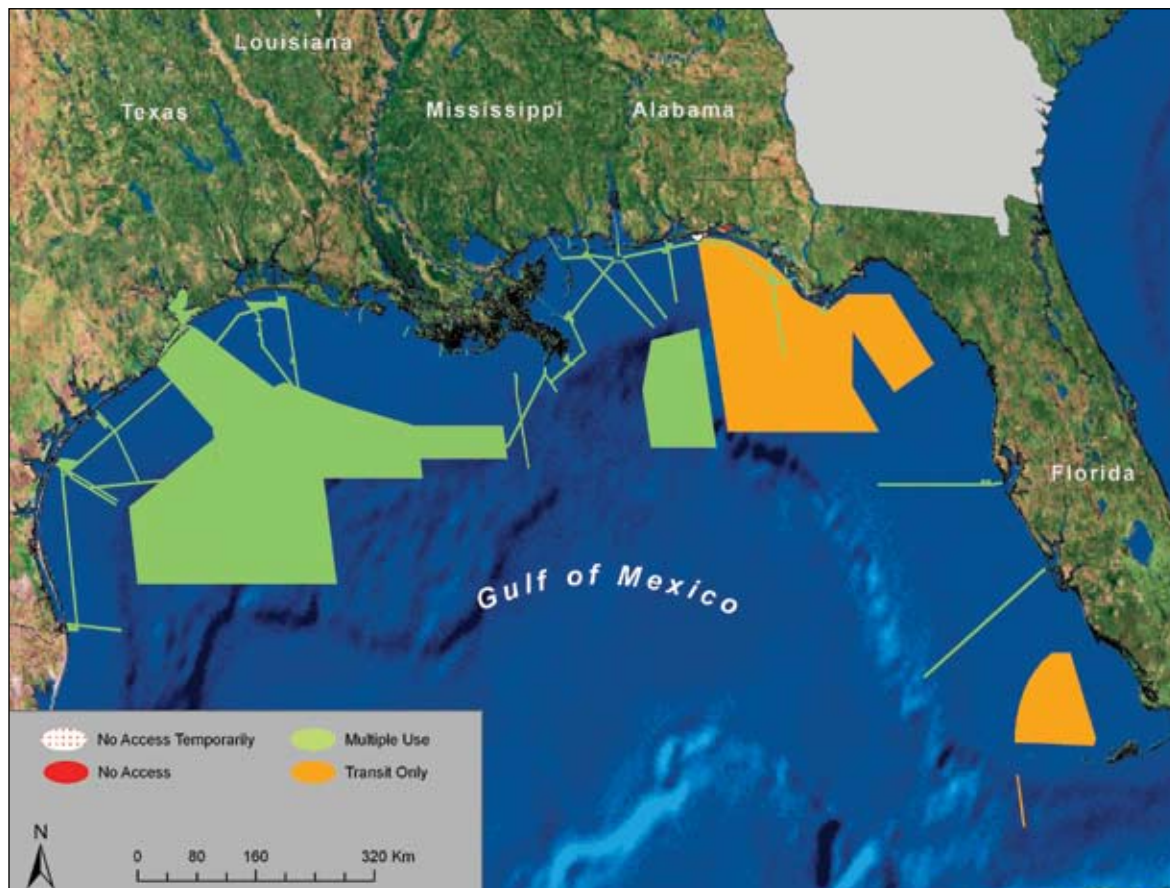 Louisiana
Texas
Mississippi
Alabama
Florida
Gulf of Mexico
No Access Temporarily
Multiple Use
No Access
Transit Only
N
0 80 160 320 Km